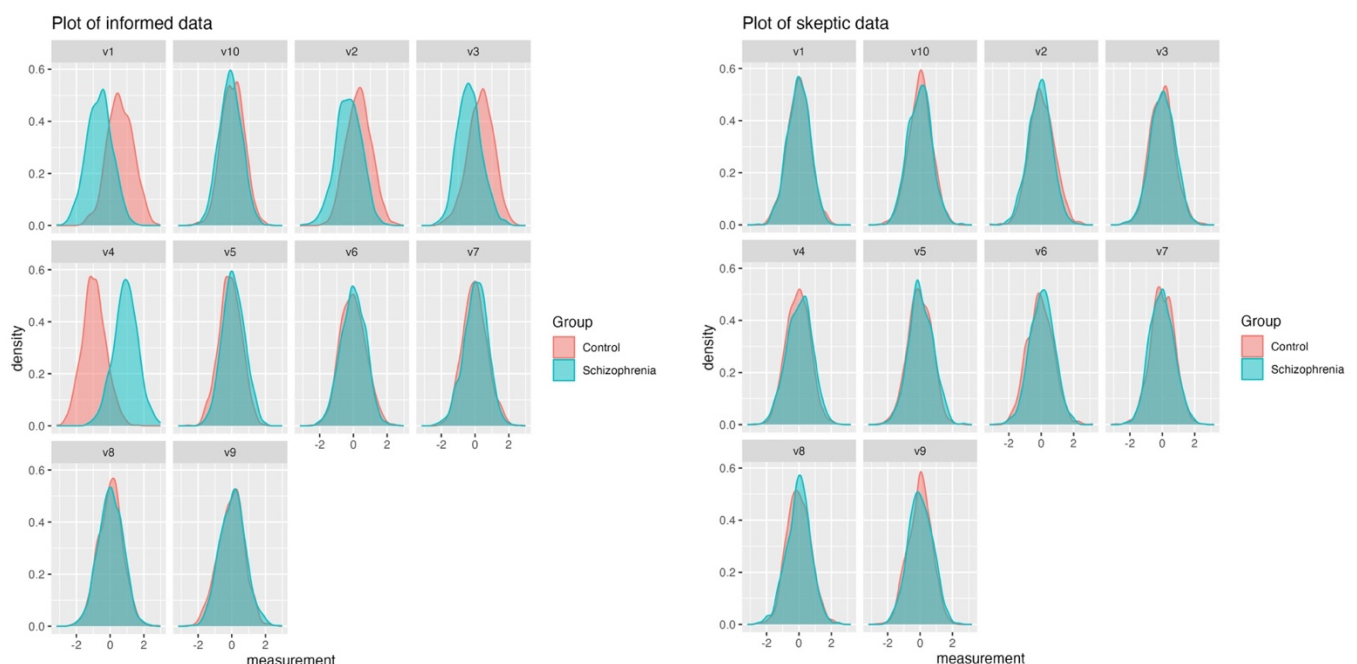 Plot of informed data
v1 v10 v2 v3
0.6
0.4
0.2
0.0
v4 v5 v6 v7
0.6
0.4
0.2
0.0
-2 0 2 -2 0 2
v8 v9
0.6
0.4
0.2
0.0
-2 0 2 -2 0 2
density
measurement
Group
Control
Schizophrenia
Plot of skeptic data
v1 v10 v2 v3
0.6
0.4
0.2
0.0
v4 v5 v6 v7
0.6
0.4
0.2
0.0
-2 0 2 -2 0 2
v8 v9
0.6
0.4
0.2
0.0
-2 0 2 -2 0 2
density
measurement
Group
Control
Schizophrenia